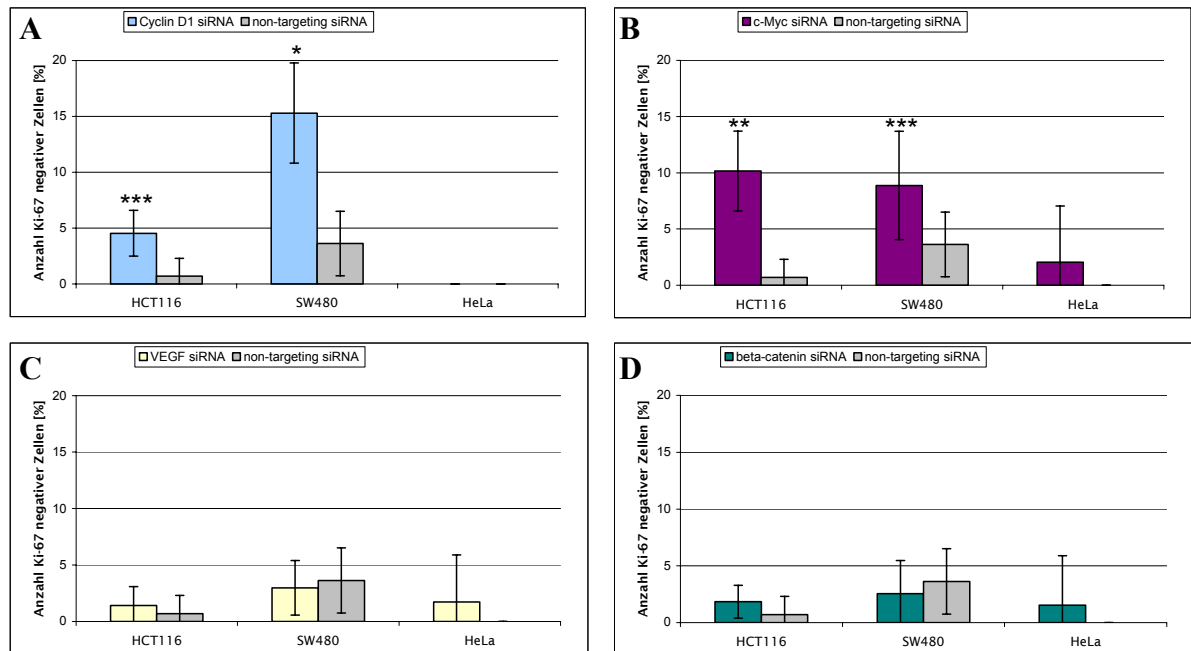 A
Cyclin D1 siRNA non-targeting siRNA
Anzahl Ki-67 negativer Zellen [%]
20
15
10
5
0
***
*
HCT116 SW480 HeLa
B
c-Myc siRNA non-targeting siRNA
Anzahl Ki-67 negativer Zellen [%]
20
15
10
5
0
**
***
HCT116 SW480 HeLa
C
VEGF siRNA non-targeting siRNA
Anzahl Ki-67 negativer Zellen [%]
20
15
10
5
0
HCT116 SW480 HeLa
D
beta-catenin siRNA non-targeting siRNA
Anzahl Ki-67 negativer Zellen [%]
20
15
10
5
0
HCT116 SW480 HeLa